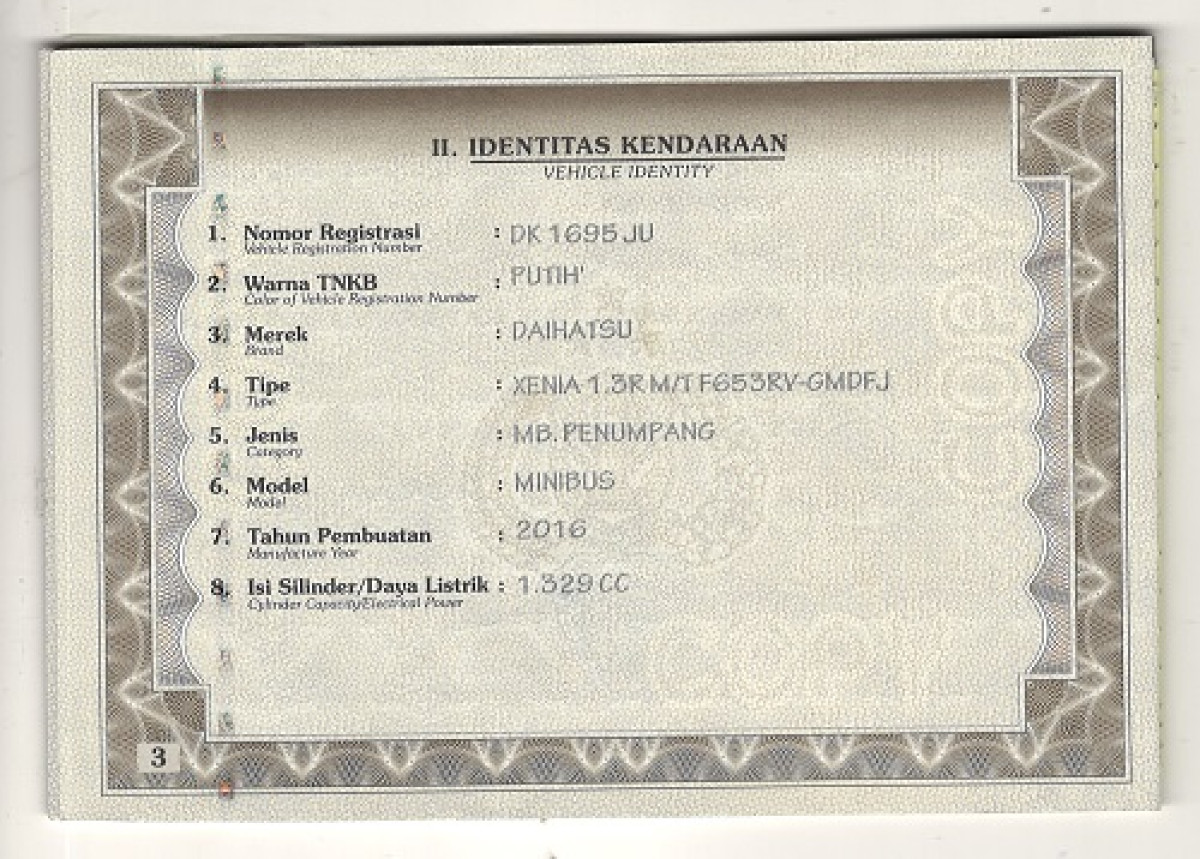 II. IDENTITAS KENDARAAN
VEHICLE IDENTITY
1. Nomor Registrasi : DK 1695 JU
Vehicle Registration Number
2. Warna TNKB : PUTIH'
Color of Vehicle Registration Number
3. Merek : DAIHATSU
Brand
4. Tipe : XENIA 1.3R M/T F653RV-GMDFJ
Type
5. Jenis : MB. PENUMPANG
Category
6. Model : MINIBUS
Model
7. Tahun Pembuatan : 2016
Manufacture Year
8. Isi Silinder/Daya Listrik : 1.329 CC
Cylinder Capacity/Electrical Power
3